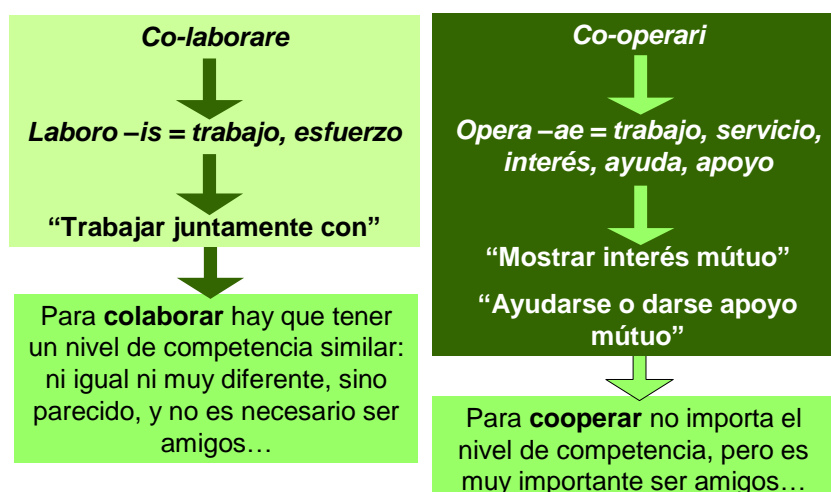 Co-laborare
Laboro –is = trabajo, esfuerzo
“Trabajar juntamente con”
Para colaborar hay que tener
un nivel de competencia similar:
ni igual ni muy diferente, sino
parecido, y no es necesario ser
amigos…
Co-operari
Opera –ae = trabajo, servicio,
interés, ayuda, apoyo
“Mostrar interés mútuo”
“Ayudarse o darse apoyo
mútuo”
Para cooperar no importa el
nivel de competencia, pero es
muy importante ser amigos…